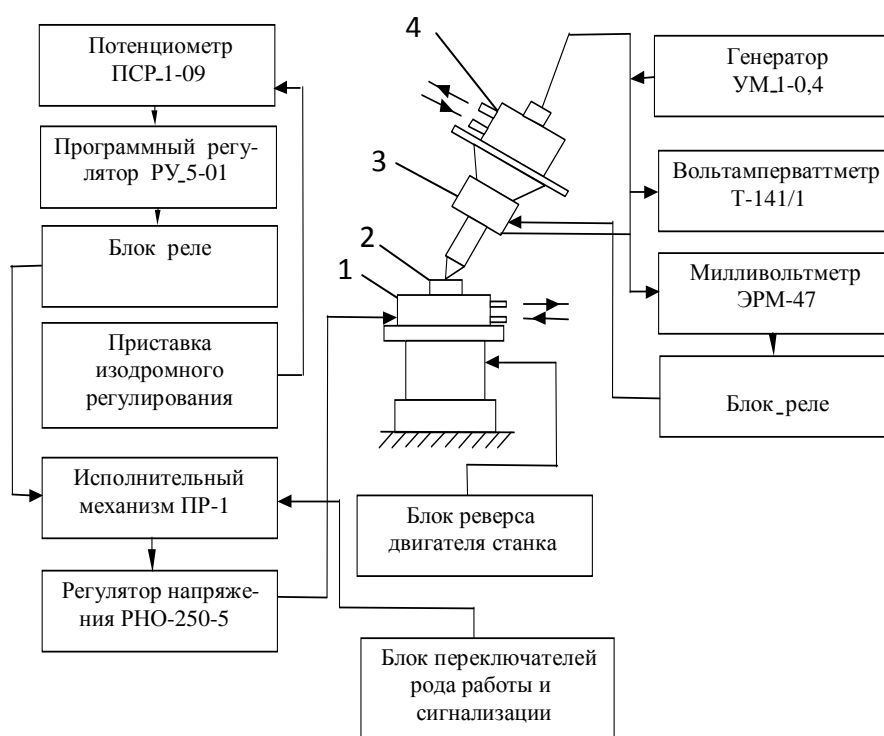 Потенциометр
ПСР_1-09
Программный регу-
лятор РУ_5-01
Блок реле
Приставка
изодромного
регулирования
Исполнительный
механизм ПР-1
Регулятор напряже-
ния РНО-250-5
4
3
2
1
Генератор
УМ_1-0,4
Вольтамперваттметр
Т-141/1
Милливольтметр
ЭРМ-47
Блок_реле
Блок реверса
двигателя станка
Блок переключателей
рода работы и
сигнализации